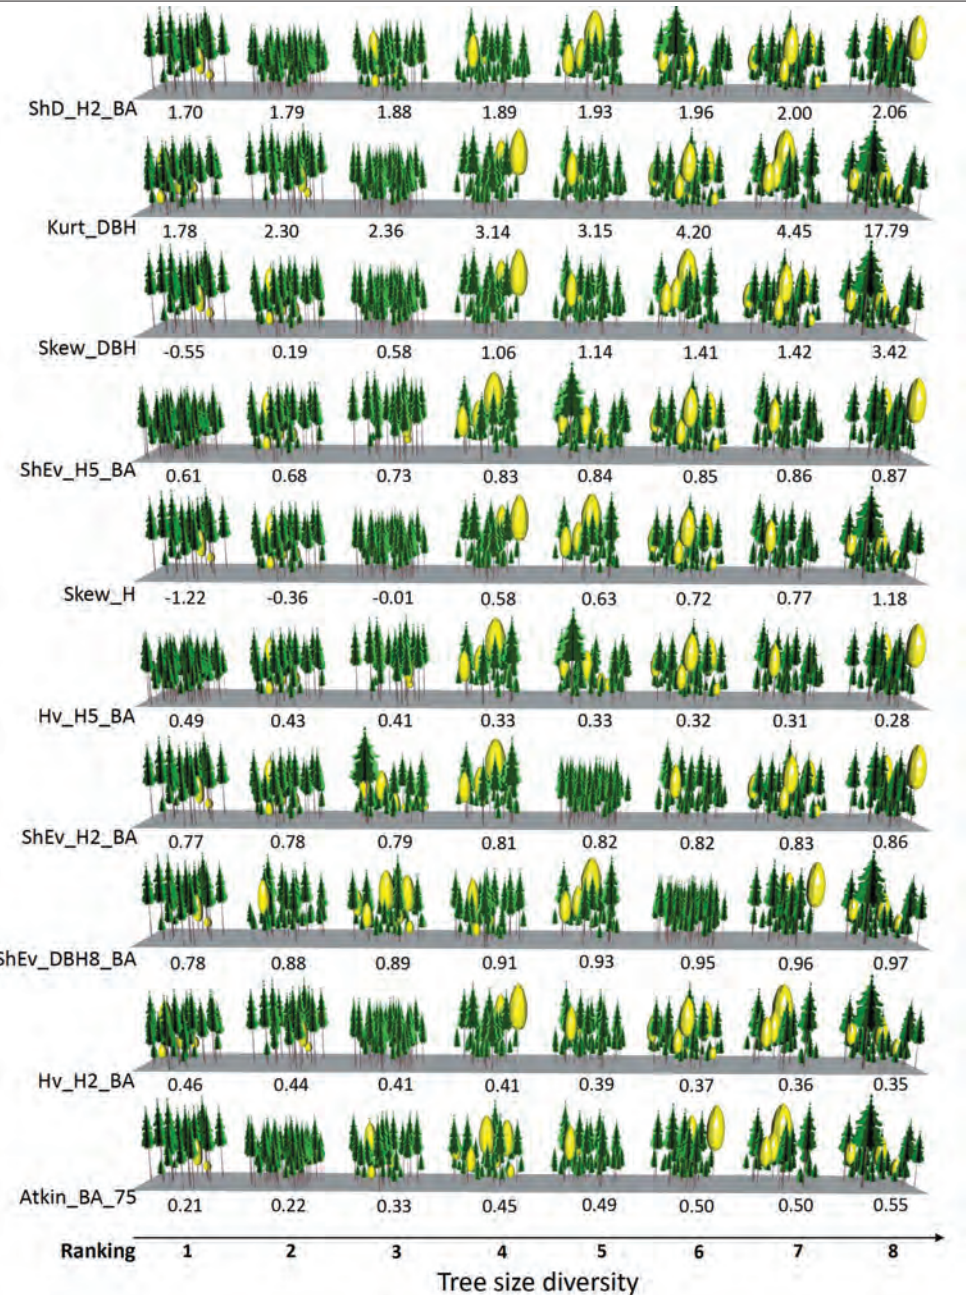 ShD_H2_BA 1.70 1.79 1.88 1.89 1.93 1.96 2.00 2.06
Kurt_DBH 1.78 2.30 2.36 3.14 3.15 4.20 4.45 17.79
Skew_DBH -0.55 0.19 0.58 1.06 1.14 1.41 1.42 3.42
ShEv_H5_BA 0.61 0.68 0.73 0.83 0.84 0.85 0.86 0.87
Skew_H -1.22 -0.36 -0.01 0.58 0.63 0.72 0.77 1.18
Hv_H5_BA 0.49 0.43 0.41 0.33 0.33 0.32 0.31 0.28
ShEv_H2_BA 0.77 0.78 0.79 0.81 0.82 0.82 0.83 0.86
ShEv_DBH8_BA 0.78 0.88 0.89 0.91 0.93 0.95 0.96 0.97
Hv_H2_BA 0.46 0.44 0.41 0.41 0.39 0.37 0.36 0.35
Atkin_BA_75 0.21 0.22 0.33 0.45 0.49 0.50 0.50 0.55
Ranking 1 2 3 4 5 6 7 8
Tree size diversity